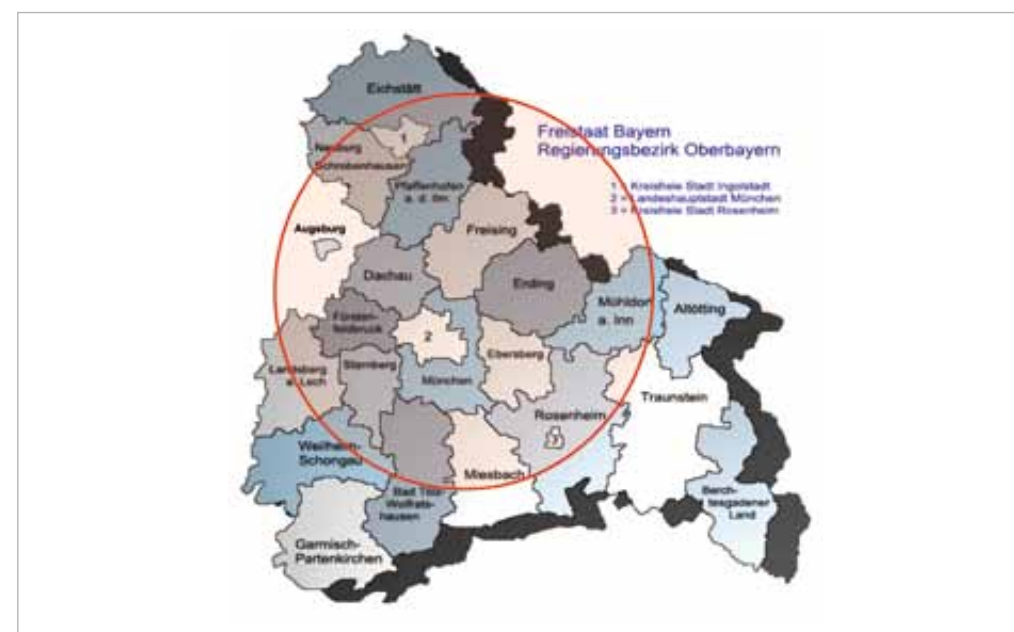 Eichstätt
Freistaat Bayern
Regierungsbezirk Oberbayern
1
Neuburg
Schrobenhausen
1 = Kreisfreie Stadt Ingolstadt
2 = Landeshauptstadt München
3 = Kreisfreie Stadt Rosenheim
Pfaffenhofen
a. d. Ilm
Augsburg
Freising
Dachau
Erding
Mühldorf
a. Inn
Altötting
Fürsten-
feldbruck
2
Ebersberg
Landsberg
a. Lech
Starnberg
München
Traunstein
Rosenheim
3
Weilheim-
Schongau
Miesbach
Bad Tölz-
Wolfrats-
hausen
Berch-
tesgadener
Land
Garmisch-
Partenkirchen